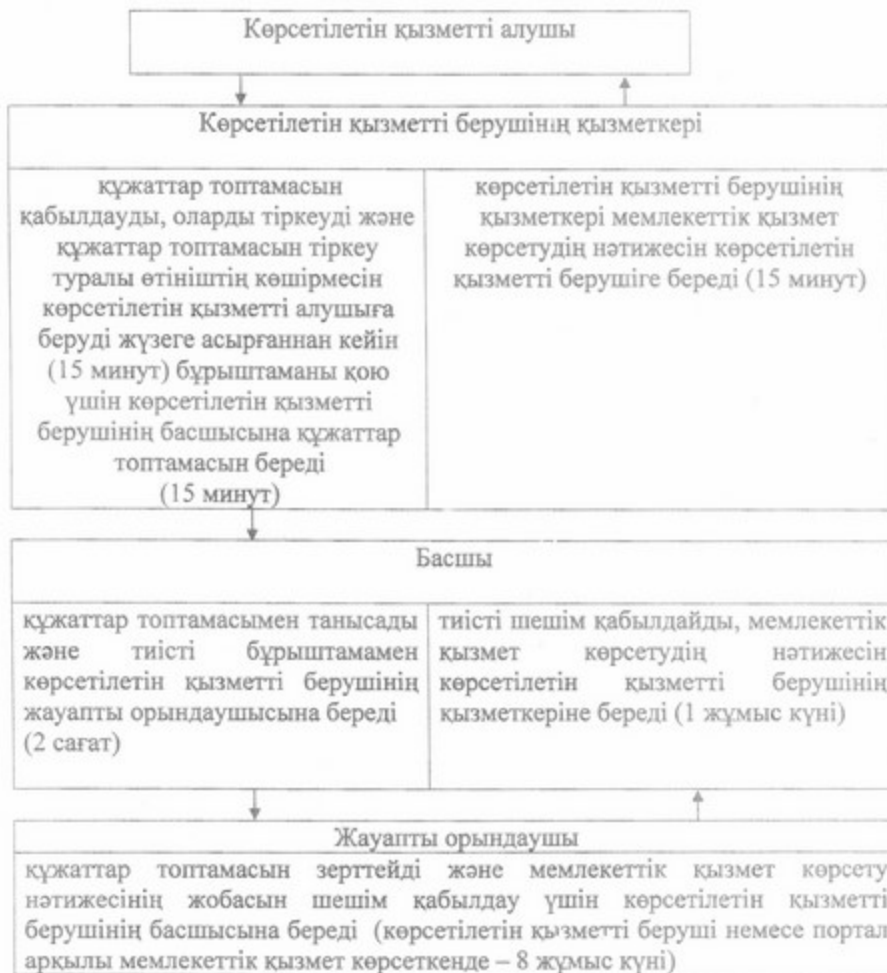 Көрсетілетін қызметті алушы
Көрсетілетін қызметті берушінің қызметкері
құжаттар топтамасын
қабылдауды, оларды тіркеуді және
құжаттар топтамасын тіркеу
туралы өтініштің көшірмесін
көрсетілетін қызметті алушыға
беруді жүзеге асырғаннан кейін
(15 минут) бұрыштаманы қою
үшін көрсетілетін қызметті
берушінің басшысына құжаттар
топтамасын береді
(15 минут)
көрсетілетін қызметті берушінің
қызметкері мемлекеттік қызмет
көрсетудің нәтижесін көрсетілетін
қызметті берушіге береді (15 минут)
Басшы
құжаттар топтамасымен танысады
және тиісті бұрыштамамен
көрсетілетін қызметті берушінің
жауапты орындаушысына береді
(2 сағат)
тиісті шешім қабылдайды, мемлекеттік
қызмет көрсетудің нәтижесін
көрсетілетін қызметті берушінің
қызметкеріне береді (1 жұмыс күні)
Жауапты орындаушы
құжаттар топтамасын зерттейді және мемлекеттік қызмет көрсету
нәтижесінің жобасын шешім қабылдау үшін көрсетілетін қызметті
берушінің басшысына береді (көрсетілетін қызметті беруші немесе портал
арқылы мемлекеттік қызмет көрсеткенде – 8 жұмыс күні)